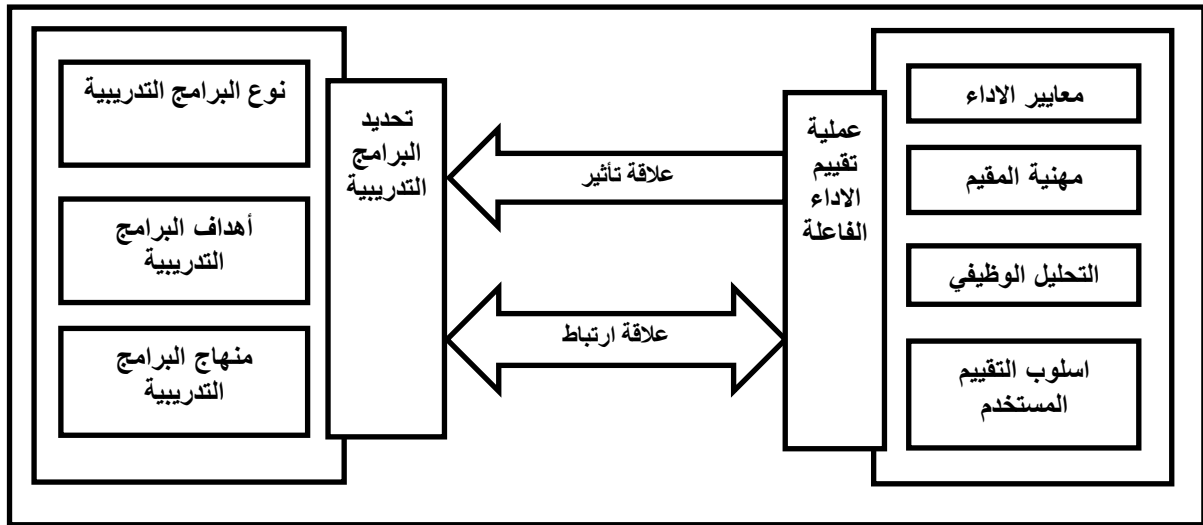 معايير الاداء
مهنية المقيم
التحليل الوظيفي
اسلوب التقييم
المستخدم
عملية
تقييم
الاداء
الفاعلة
علاقة تأثير
علاقة ارتباط
تحديد
البرامج
التدريبية
نوع البرامج التدريبية
أهداف البرامج
التدريبية
منهاج البرامج
التدريبية